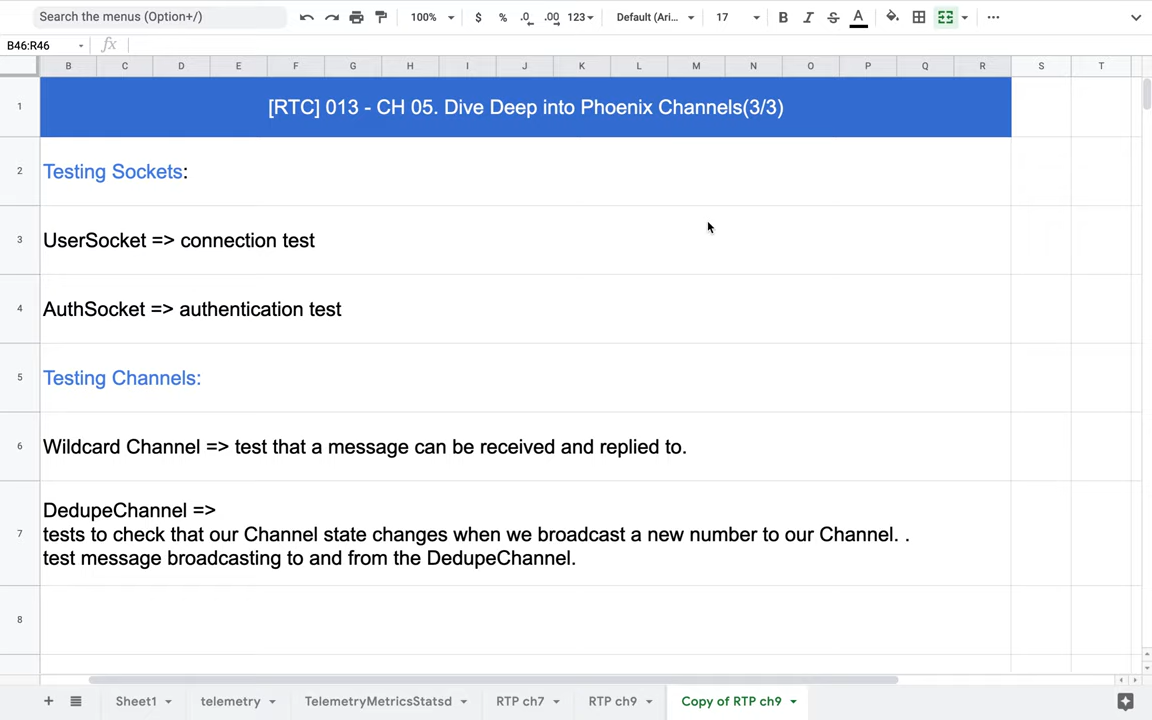 Search the menus (Option+/)
100%
$ % .0 .00 123
Default (Ari...
17
B I S A
B46:R46
fx
B C D E F G H I J K L M N O P Q R S T
1
[RTC] 013 - CH 05. Dive Deep into Phoenix Channels(3/3)
2
Testing Sockets:
3
UserSocket => connection test
4
AuthSocket => authentication test
5
Testing Channels:
6
Wildcard Channel => test that a message can be received and replied to.
7
DedupeChannel =>
tests to check that our Channel state changes when we broadcast a new number to our Channel. .
test message broadcasting to and from the DedupeChannel.
8
Sheet1
telemetry
TelemetryMetricsStatsd
RTP ch7
RTP ch9
Copy of RTP ch9